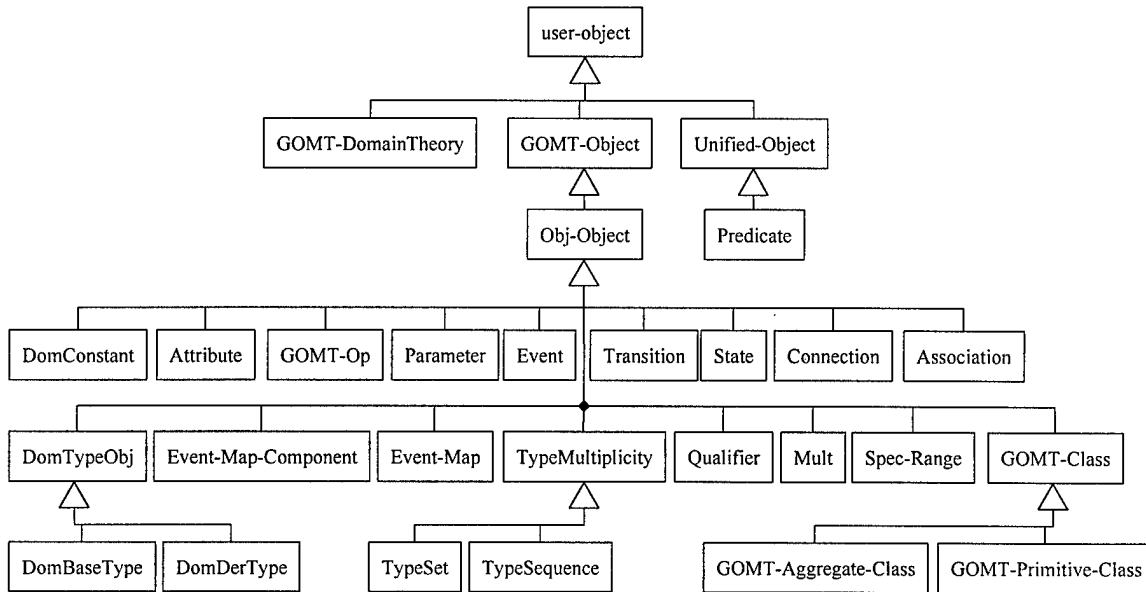 user-object
GOMT-DomainTheory GOMT-Object Unified-Object
Obj-Object Predicate
DomConstant Attribute GOMT-Op Parameter Event Transition State Connection Association
DomTypeObj Event-Map-Component Event-Map TypeMultiplicity Qualifier Mult Spec-Range GOMT-Class
DomBaseType DomDerType TypeSet TypeSequence GOMT-Aggregate-Class GOMT-Primitive-Class